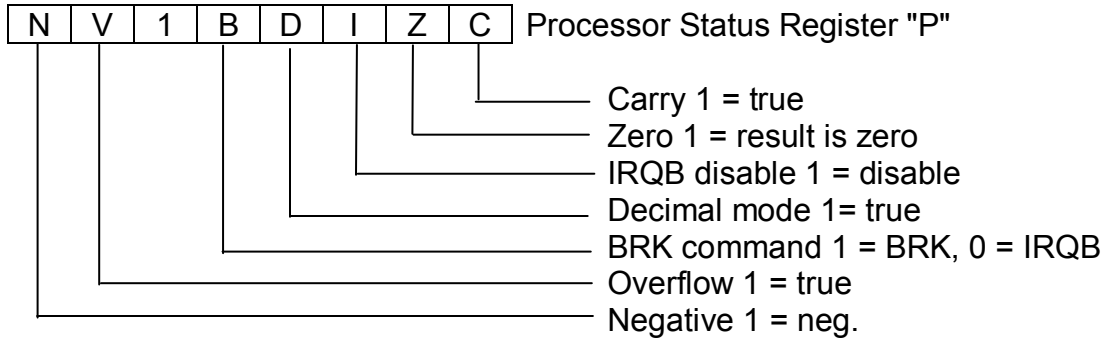 N V 1 B D I Z C Processor Status Register "P"
Carry 1 = true
Zero 1 = result is zero
IRQB disable 1 = disable
Decimal mode 1= true
BRK command 1 = BRK, 0 = IRQB
Overflow 1 = true
Negative 1 = neg.